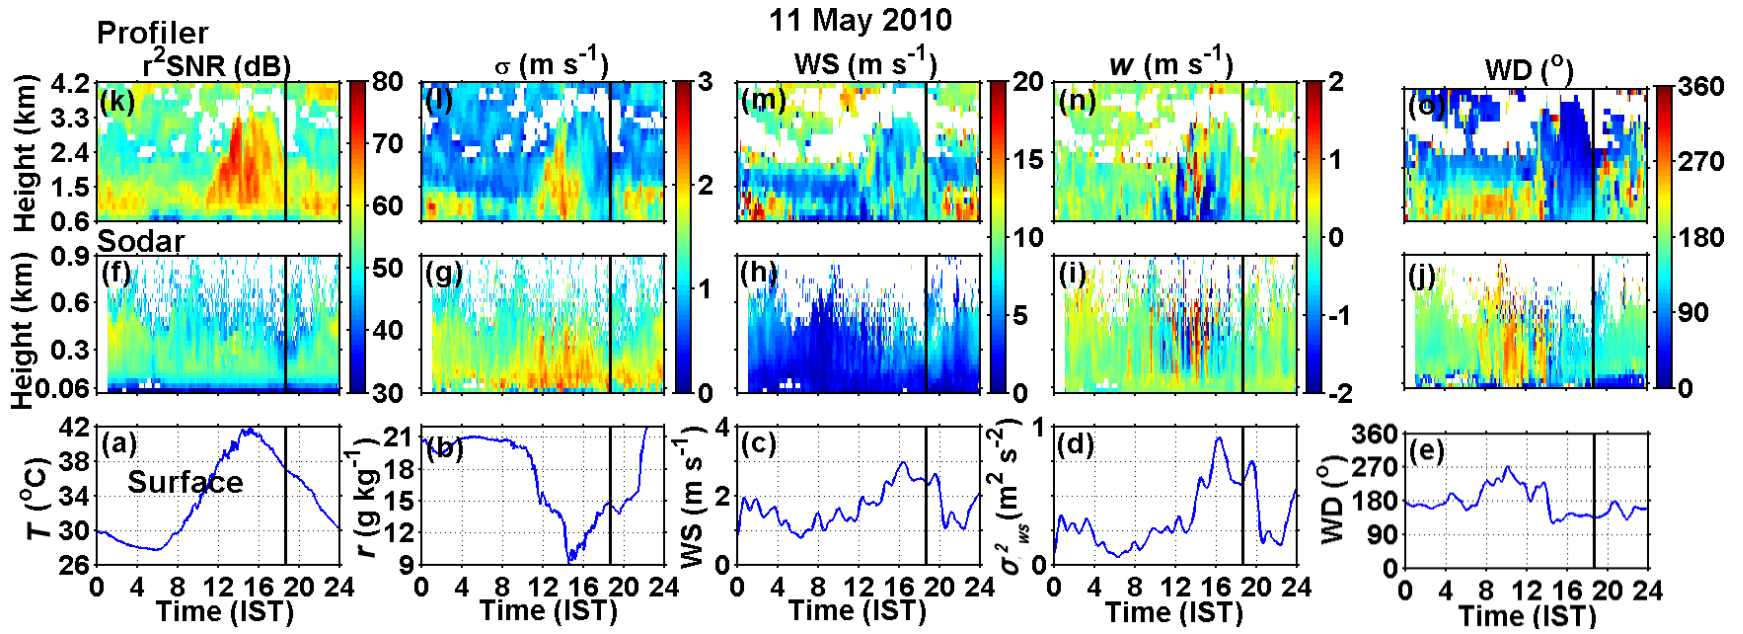 11 May 2010
Profiler
r²SNR (dB) σ (m s⁻¹) WS (m s⁻¹) w (m s⁻¹) WD (°)
Height (km)
4.2 3.3 2.4 1.5 0.6
(k) (l) (m) (n) (o)
Sodar
Height (km)
0.9 0.6 0.3 0.06
(f) (g) (h) (i) (j)
80 70 60 50 40 30
3 2 1 0
20 15 10 5 0
2 1 0 -1 -2
360 270 180 90 0
(a) (b) (c) (d) (e)
Surface
T (°C)
42 38 34 30 26
r (g kg⁻¹)
21 18 15 12 9
WS (m s⁻¹)
4 2 0
σ²ws (m² s⁻²)
1 0
WD (°)
360 270 180 90 0
0 4 8 12 16 20 24 0 4 8 12 16 20 24 0 4 8 12 16 20 24 0 4 8 12 16 20 24 0 4 8 12 16 20 24
Time (IST) Time (IST) Time (IST) Time (IST) Time (IST)